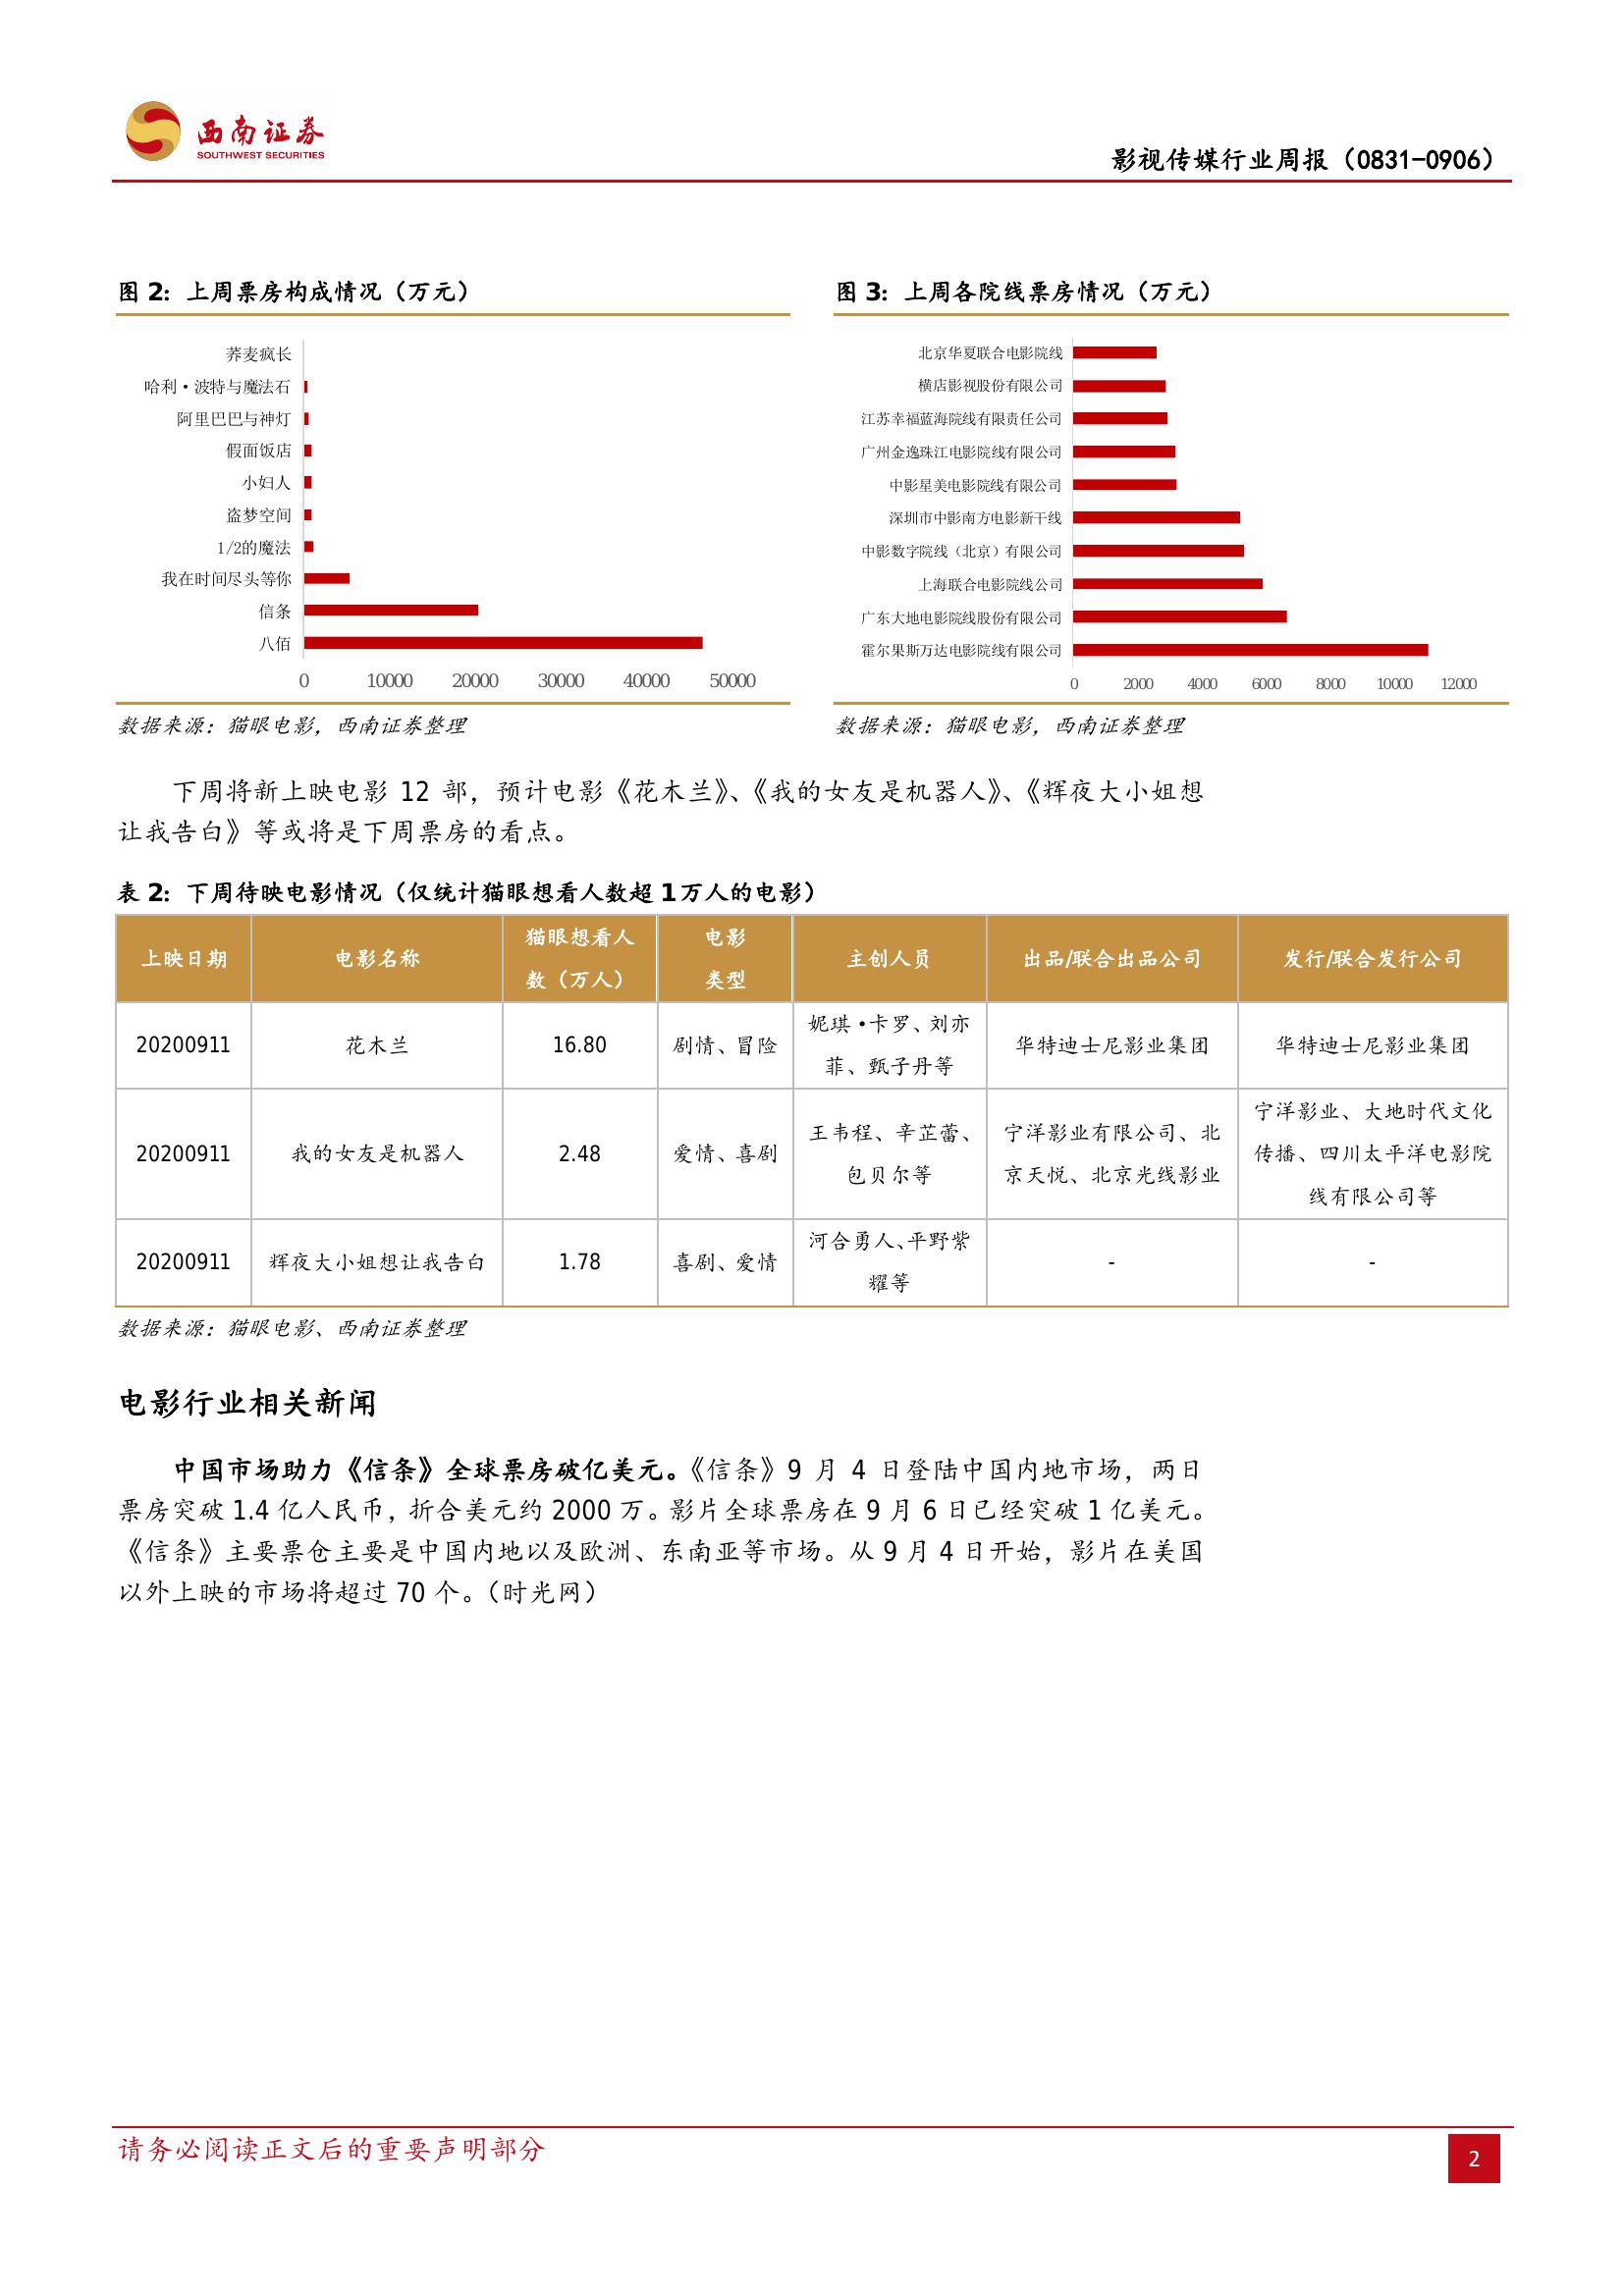 西南证券
SOUTHWEST SECURITIES
影视传媒行业周报（0831-0906）
图 2：上周票房构成情况（万元）
荞麦疯长
哈利·波特与魔法石
阿里巴巴与神灯
假面饭店
小妇人
盗梦空间
1/2的魔法
我在时间尽头等你
信条
八佰
0 10000 20000 30000 40000 50000
数据来源：猫眼电影，西南证券整理
图 3：上周各院线票房情况（万元）
北京华夏联合电影院线
横店影视股份有限公司
江苏幸福蓝海院线有限责任公司
广州金逸珠江电影院线有限公司
中影星美电影院线有限公司
深圳市中影南方电影新干线
中影数字院线（北京）有限公司
上海联合电影院线公司
广东大地电影院线股份有限公司
霍尔果斯万达电影院线有限公司
0 2000 4000 6000 8000 10000 12000
数据来源：猫眼电影，西南证券整理
下周将新上映电影 12 部，预计电影《花木兰》、《我的女友是机器人》、《辉夜大小姐想
让我告白》等或将是下周票房的看点。
表 2：下周待映电影情况（仅统计猫眼想看人数超 1 万人的电影）
上映日期 电影名称 猫眼想看人数（万人） 电影类型 主创人员 出品/联合出品公司 发行/联合发行公司
20200911 花木兰 16.80 剧情、冒险 妮琪·卡罗、刘亦菲、甄子丹等 华特迪士尼影业集团 华特迪士尼影业集团
20200911 我的女友是机器人 2.48 爱情、喜剧 王韦程、辛芷蕾、包贝尔等 宁洋影业有限公司、北京天悦、北京光线影业 宁洋影业、大地时代文化传播、四川太平洋电影院线有限公司等
20200911 辉夜大小姐想让我告白 1.78 喜剧、爱情 河合勇人、平野紫耀等 - -
数据来源：猫眼电影、西南证券整理
电影行业相关新闻
中国市场助力《信条》全球票房破亿美元。《信条》9 月 4 日登陆中国内地市场，两日
票房突破 1.4 亿人民币，折合美元约 2000 万。影片全球票房在 9 月 6 日已经突破 1 亿美元。
《信条》主要票仓主要是中国内地以及欧洲、东南亚等市场。从 9 月 4 日开始，影片在美国
以外上映的市场将超过 70 个。（时光网）
请务必阅读正文后的重要声明部分
2